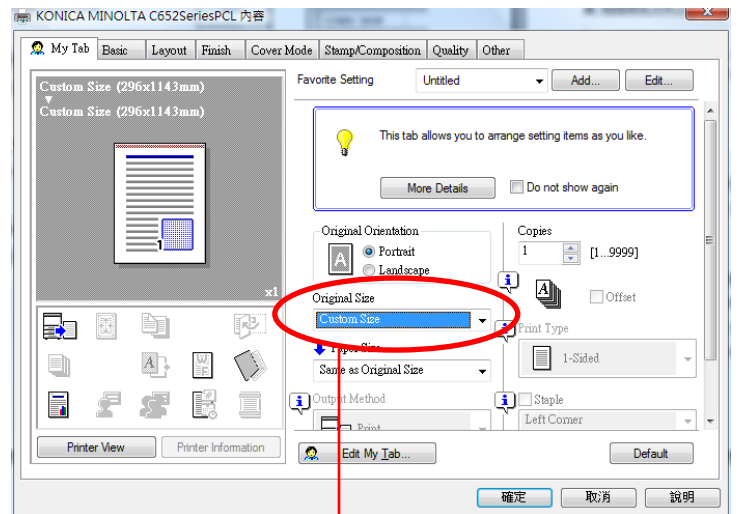 KONICA MINOLTA C652SeriesPCL 內容
My Tab Basic Layout Finish Cover Mode Stamp/Composition Quality Other
Custom Size (296x1143mm)
Custom Size (296x1143mm)
1
x1
Printer View Printer Information
Favorite Setting Untitled Add... Edit...
This tab allows you to arrange setting items as you like.
More Details Do not show again
Original Orientation
A Portrait
Landscape
Original Size
Custom Size
Paper Size
Same as Original Size
Output Method
Print
Copies
1 [1...9999]
Offset
Print Type
1-Sided
Staple
Left Corner
Edit My Tab... Default
確定 取消 說明